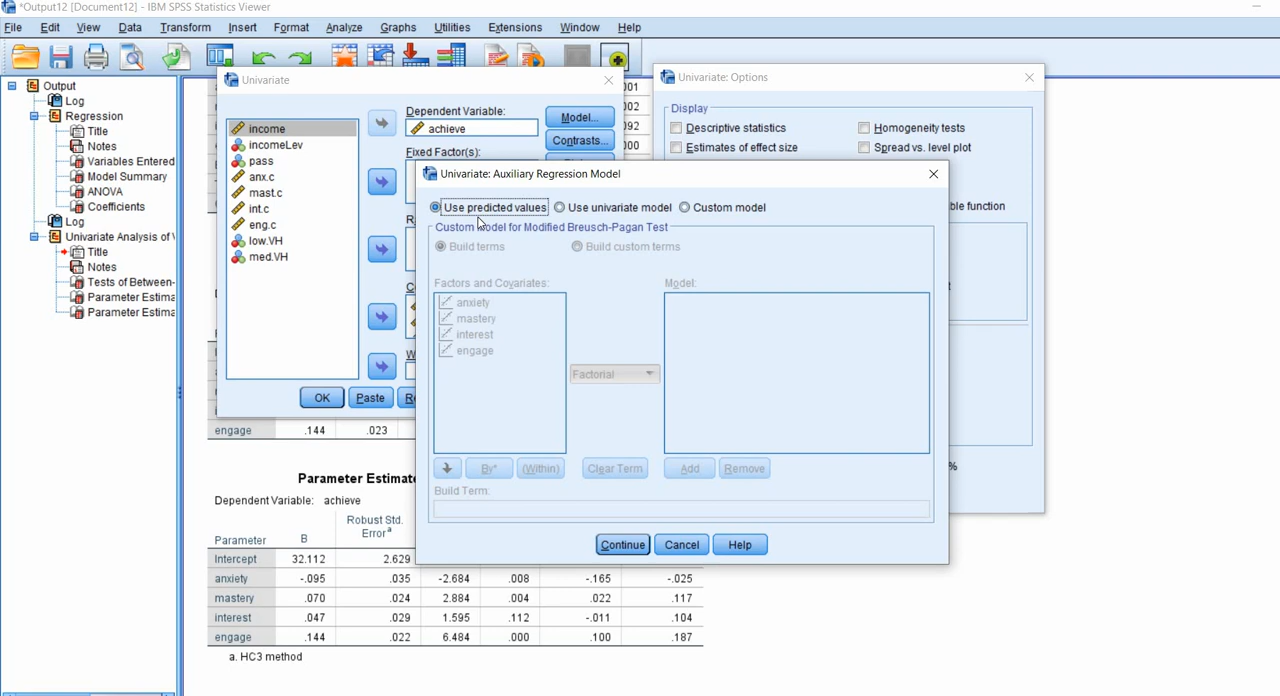 *Output12 [Document12] - IBM SPSS Statistics Viewer
File Edit View Data Transform Insert Format Analyze Graphs Utilities Extensions Window Help
Output
Log
Regression
Title
Notes
Variables Entered
Model Summary
ANOVA
Coefficients
Log
Univariate Analysis of
Title
Notes
Tests of Between-
Parameter Estima
Parameter Estima
Univariate
income
incomeLev
pass
anx.c
mast.c
int.c
eng.c
low.VH
med.VH
Dependent Variable:
achieve
Fixed Factor(s):
Model...
Contrasts...
OK Paste
001
002
092
000
Univariate: Options
Display
Descriptive statistics Homogeneity tests
Estimates of effect size Spread vs. level plot
ble function
%
Univariate: Auxiliary Regression Model
Use predicted values Use univariate model Custom model
Custom Model for Modified Breusch-Pagan Test
Build terms Build custom terms
Factors and Covariates: Model:
anxiety
mastery
interest
engage
Factorial
By* (Within) Clear Term Add Remove
Build Term:
Continue Cancel Help
engage .144 .023
Parameter Estimate
Dependent Variable: achieve
Parameter B Robust Std. Error a
Intercept 32.112 2.629
anxiety -.095 .035 -2.684 .008 -.165 -.025
mastery .070 .024 2.884 .004 .022 .117
interest .047 .029 1.595 .112 -.011 .104
engage .144 .022 6.484 .000 .100 .187
a. HC3 method